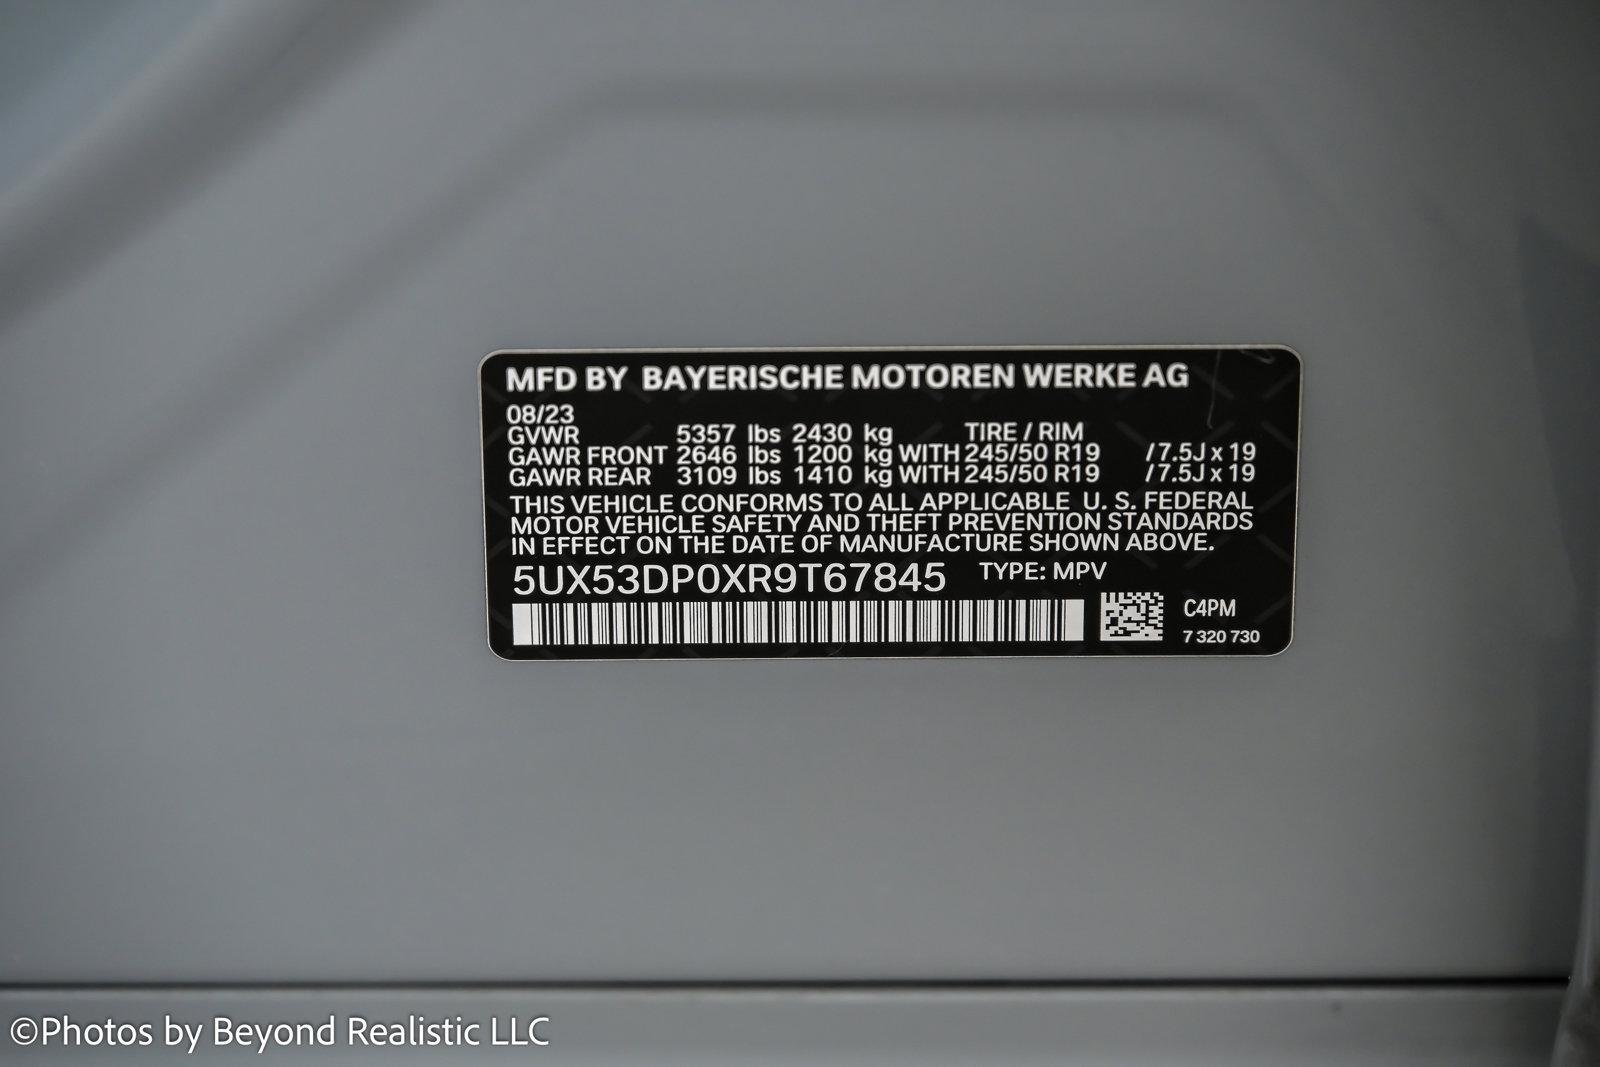 MFD BY BAYERISCHE MOTOREN WERKE AG
08/23
GVWR 5357 lbs 2430 kg TIRE / RIM
GAWR FRONT 2646 lbs 1200 kg WITH 245/50 R19 / 7.5J x 19
GAWR REAR 3109 lbs 1410 kg WITH 245/50 R19 / 7.5J x 19
THIS VEHICLE CONFORMS TO ALL APPLICABLE U. S. FEDERAL
MOTOR VEHICLE SAFETY AND THEFT PREVENTION STANDARDS
IN EFFECT ON THE DATE OF MANUFACTURE SHOWN ABOVE.
5UX53DP0XR9T67845 TYPE: MPV
C4PM
7 320 730
©Photos by Beyond Realistic LLC